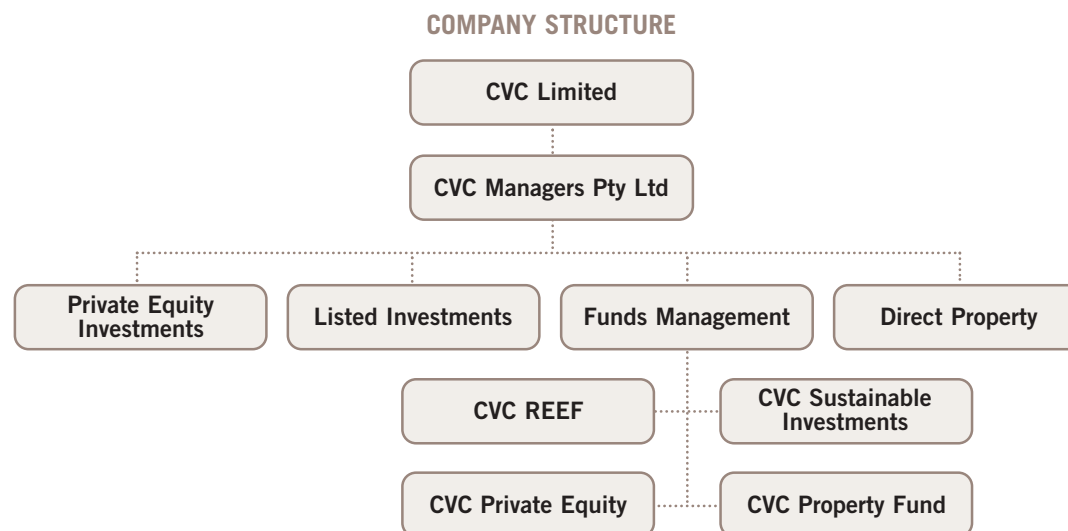 COMPANY STRUCTURE
CVC Limited
CVC Managers Pty Ltd
Private Equity
Investments
Listed Investments
Funds Management
Direct Property
CVC REEF
CVC Sustainable
Investments
CVC Private Equity
CVC Property Fund